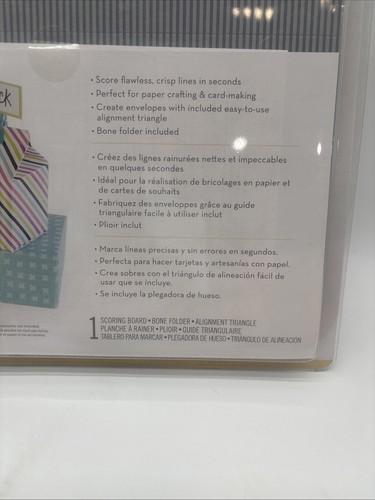 ck
• Score flawless, crisp lines in seconds
• Perfect for paper crafting & card-making
• Create envelopes with included easy-to-use
alignment triangle
• Bone folder included
• Créez des lignes rainurées nettes et impeccables
en quelques secondes
• Idéal pour la réalisation de bricolages en papier et
de cartes de souhaits
• Fabriquez des enveloppes grâce au guide
triangulaire facile à utiliser inclut
• Plioir inclut
• Marca líneas precisas y sin errores en segundos.
• Perfecta para hacer tarjetas y artesanías con papel.
• Crea sobres con el triángulo de alineación fácil de
usar que se incluye.
• Se incluye la plegadora de hueso.
1 SCORING BOARD • BONE FOLDER • ALIGNMENT TRIANGLE
PLANCHE À RAINER • PLIOIR • GUIDE TRIANGULAIRE
TABLERO PARA MARCAR • PLEGADORA DE HUESO • TRIÁNGULO DE ALINEACIÓN